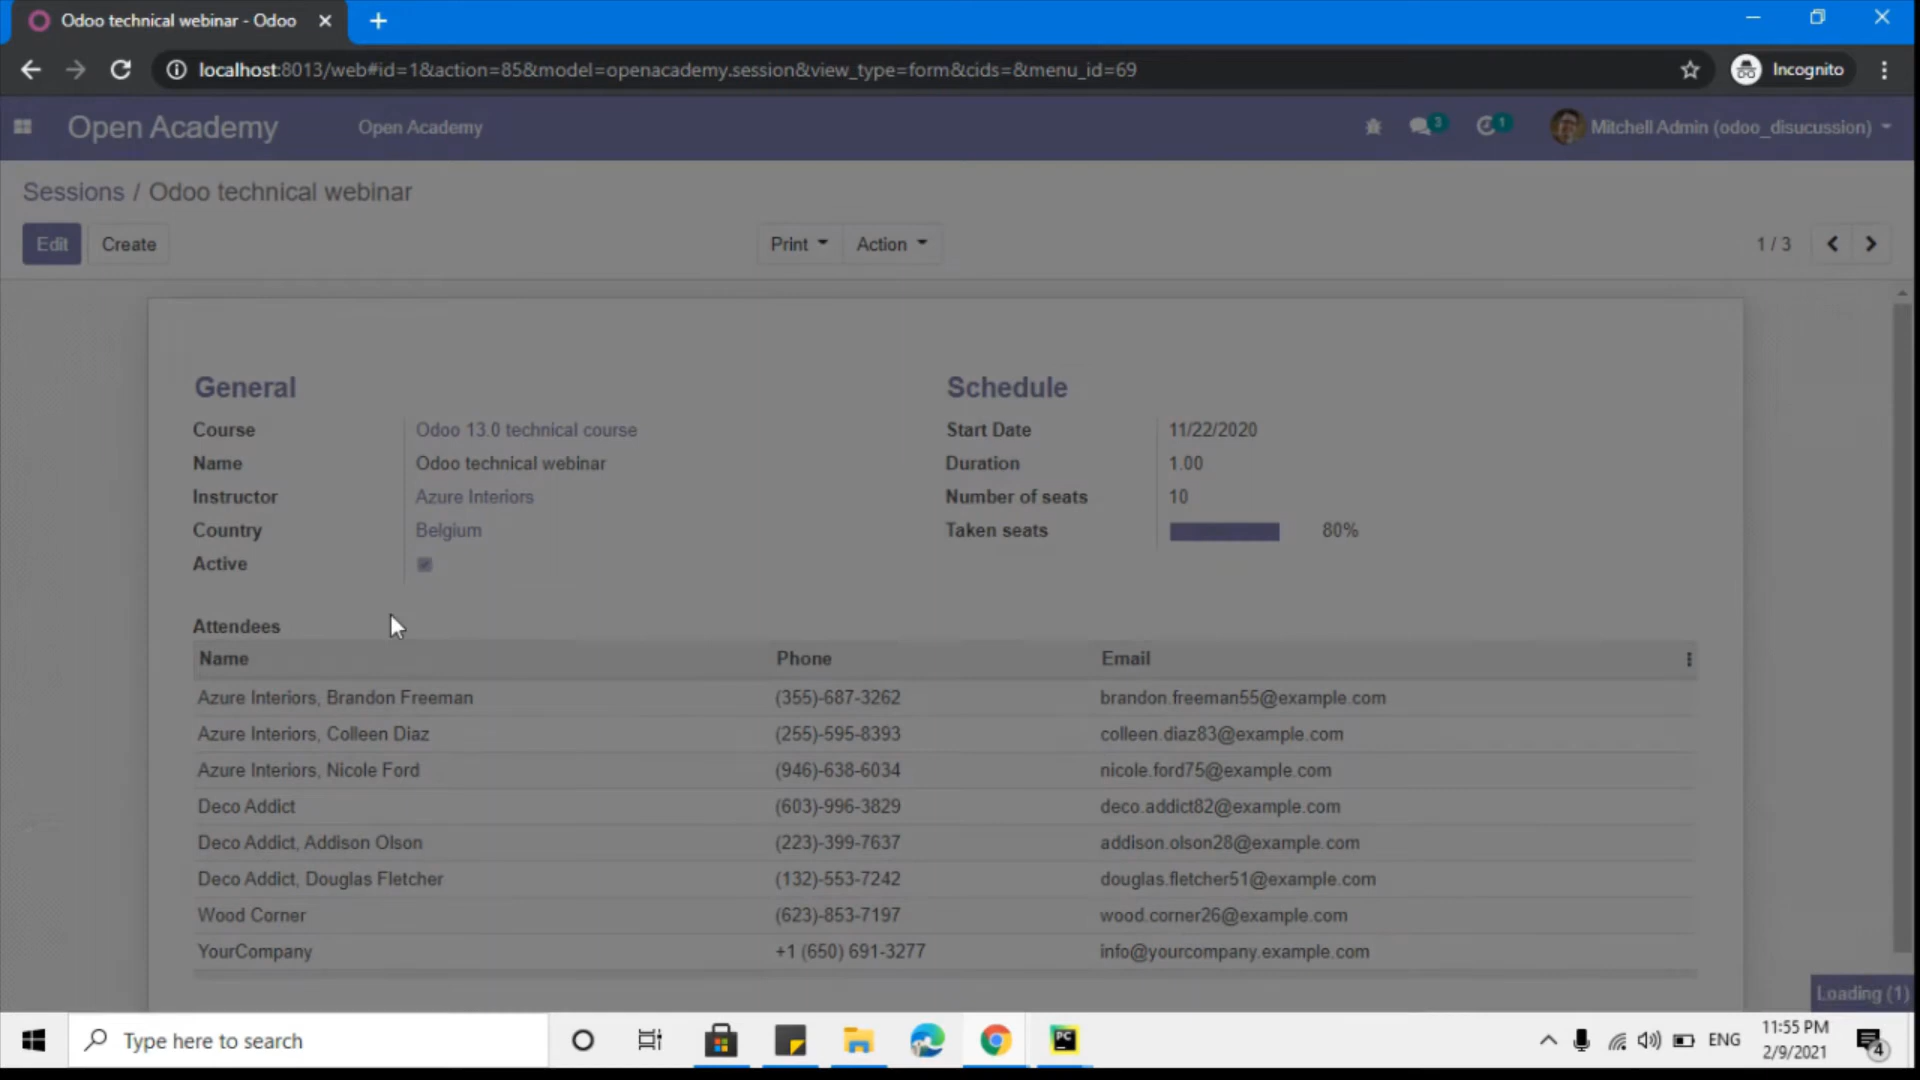 Odoo technical webinar - Odoo
localhost:8013/web#id=1&action=85&model=openacademy.session&view_type=form&cids=&menu_id=69
Incognito
Open Academy
Open Academy
3
1
Mitchell Admin (odoo_disucussion)
Sessions / Odoo technical webinar
Edit
Create
Print
Action
1 / 3
General
Schedule
Course
Odoo 13.0 technical course
Start Date
11/22/2020
Name
Odoo technical webinar
Duration
1.00
Instructor
Azure Interiors
Number of seats
10
Country
Belgium
Taken seats
80%
Active
Attendees
Name Phone Email
Azure Interiors, Brandon Freeman (355)-687-3262 brandon.freeman55@example.com
Azure Interiors, Colleen Diaz (255)-595-8393 colleen.diaz83@example.com
Azure Interiors, Nicole Ford (946)-638-6034 nicole.ford75@example.com
Deco Addict (603)-996-3829 deco.addict82@example.com
Deco Addict, Addison Olson (223)-399-7637 addison.olson28@example.com
Deco Addict, Douglas Fletcher (132)-553-7242 douglas.fletcher51@example.com
Wood Corner (623)-853-7197 wood.corner26@example.com
YourCompany +1 (650) 691-3277 info@yourcompany.example.com
Loading (1)
Type here to search
PC
ENG
11:55 PM
2/9/2021
4